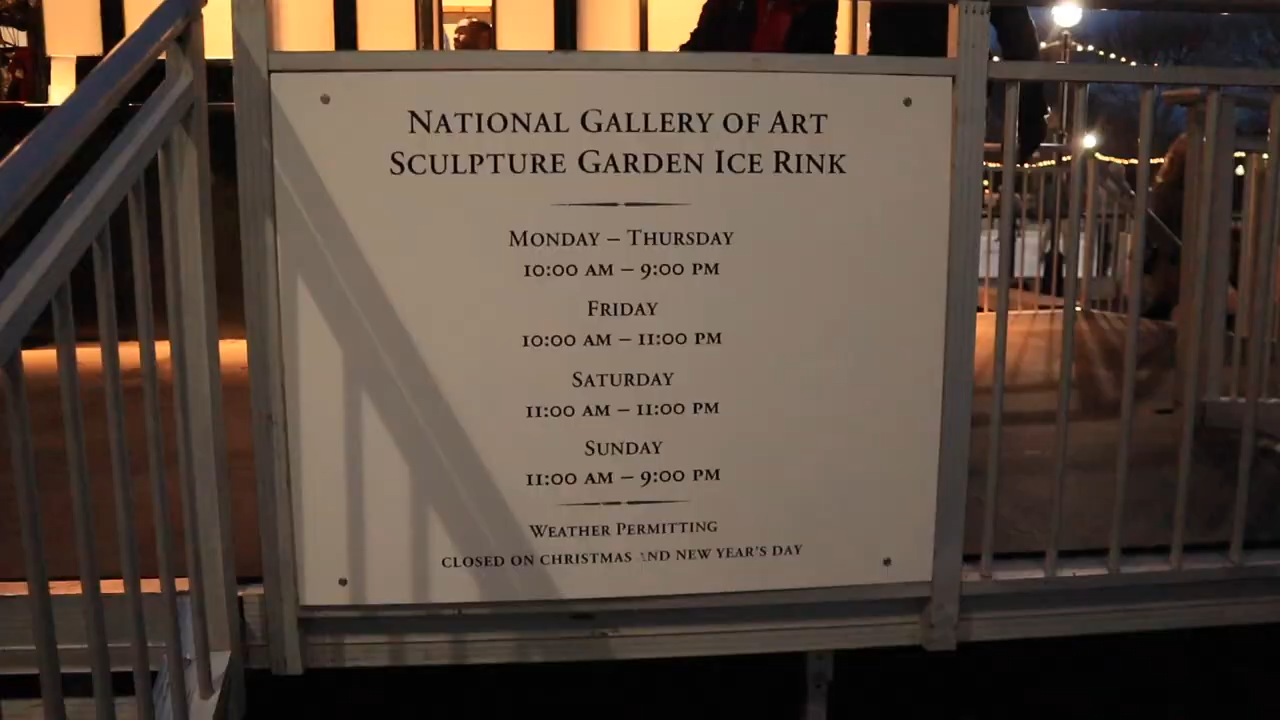 NATIONAL GALLERY OF ART
SCULPTURE GARDEN ICE RINK
MONDAY – THURSDAY
10:00 AM – 9:00 PM
FRIDAY
10:00 AM – 11:00 PM
SATURDAY
11:00 AM – 11:00 PM
SUNDAY
11:00 AM – 9:00 PM
WEATHER PERMITTING
CLOSED ON CHRISTMAS AND NEW YEAR'S DAY